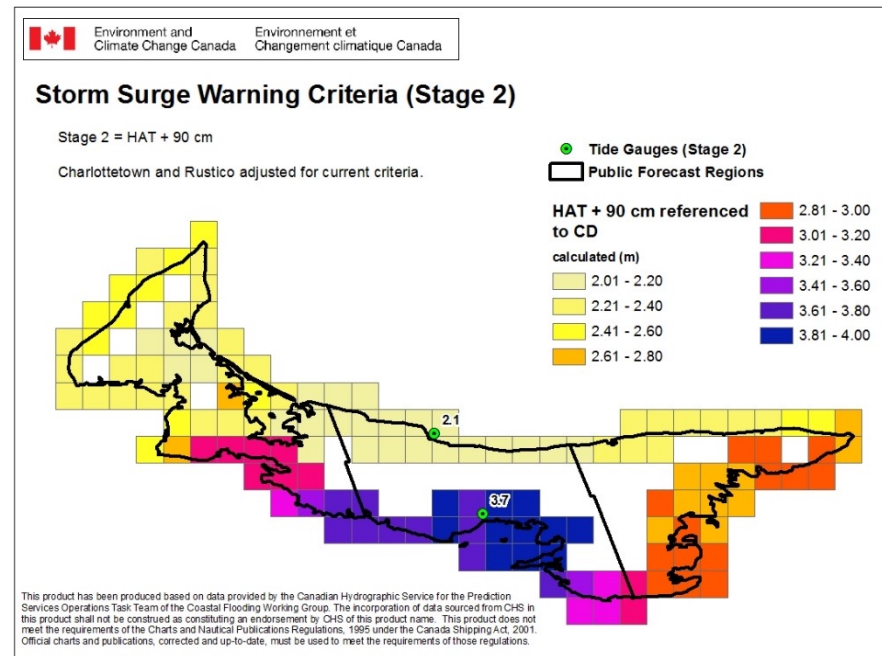 Environment and
Climate Change Canada
Environnement et
Changement climatique Canada
Storm Surge Warning Criteria (Stage 2)
Stage 2 = HAT + 90 cm
Charlottetown and Rustico adjusted for current criteria.
Tide Gauges (Stage 2)
Public Forecast Regions
HAT + 90 cm referenced
to CD
calculated (m)
2.01 - 2.20
2.21 - 2.40
2.41 - 2.60
2.61 - 2.80
2.81 - 3.00
3.01 - 3.20
3.21 - 3.40
3.41 - 3.60
3.61 - 3.80
3.81 - 4.00
2.1
3.7
This product has been produced based on data provided by the Canadian Hydrographic Service for the Prediction
Services Operations Task Team of the Coastal Flooding Working Group. The incorporation of data sourced from CHS in
this product shall not be construed as constituting an endorsement by CHS of this product name. This product does
not meet the requirements of the Charts and Nautical Publications Regulations, 1995 under the Canada Shipping Act, 2001.
Official charts and publications, corrected and up-to-date, must be used to meet the requirements of those regulations.